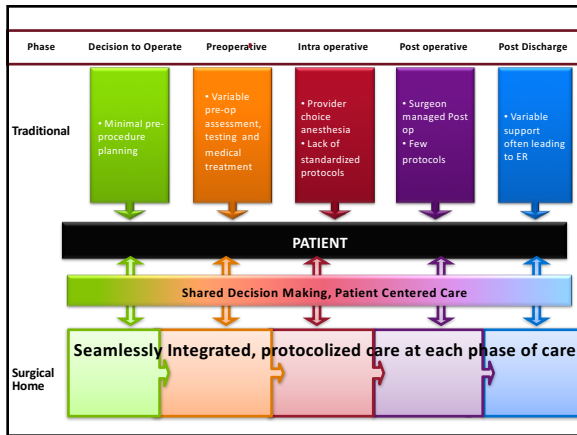 Phase Decision to Operate Preoperative Intra operative Post operative Post Discharge
Traditional
• Minimal pre-
procedure
planning
• Variable
pre-op
assessment,
testing and
medical
treatment
• Provider
choice
anesthesia
• Lack of
standardized
protocols
• Surgeon
managed Post
op
• Few
protocols
• Variable
support
often leading
to ER
PATIENT
Shared Decision Making, Patient Centered Care
Seamlessly Integrated, protocolized care at each phase of care
Surgical
Home